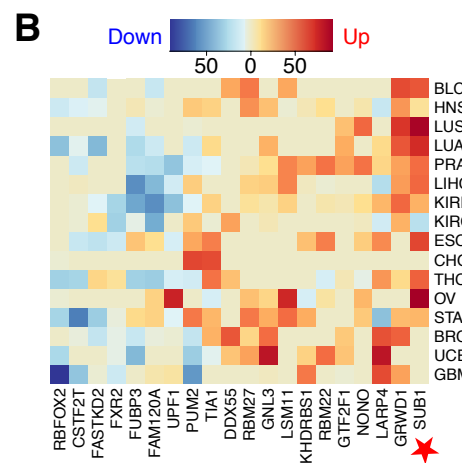 B
Down
Up
50 0 50
BLC
HNS
LUS
LUA
PRA
LIHC
KIRI
KIRC
ESC
CHO
THC
OV
STA
BRC
UCE
GBM
RBFOX2
CSTF2T
FASTKD2
FXR2
FUBP3
FAM120A
UPF1
PUM2
TIA1
DDX55
RBM27
GNL3
LSM11
KHDRBS1
RBM22
GTF2F1
NONO
LARP4
GRWD1
SUB1